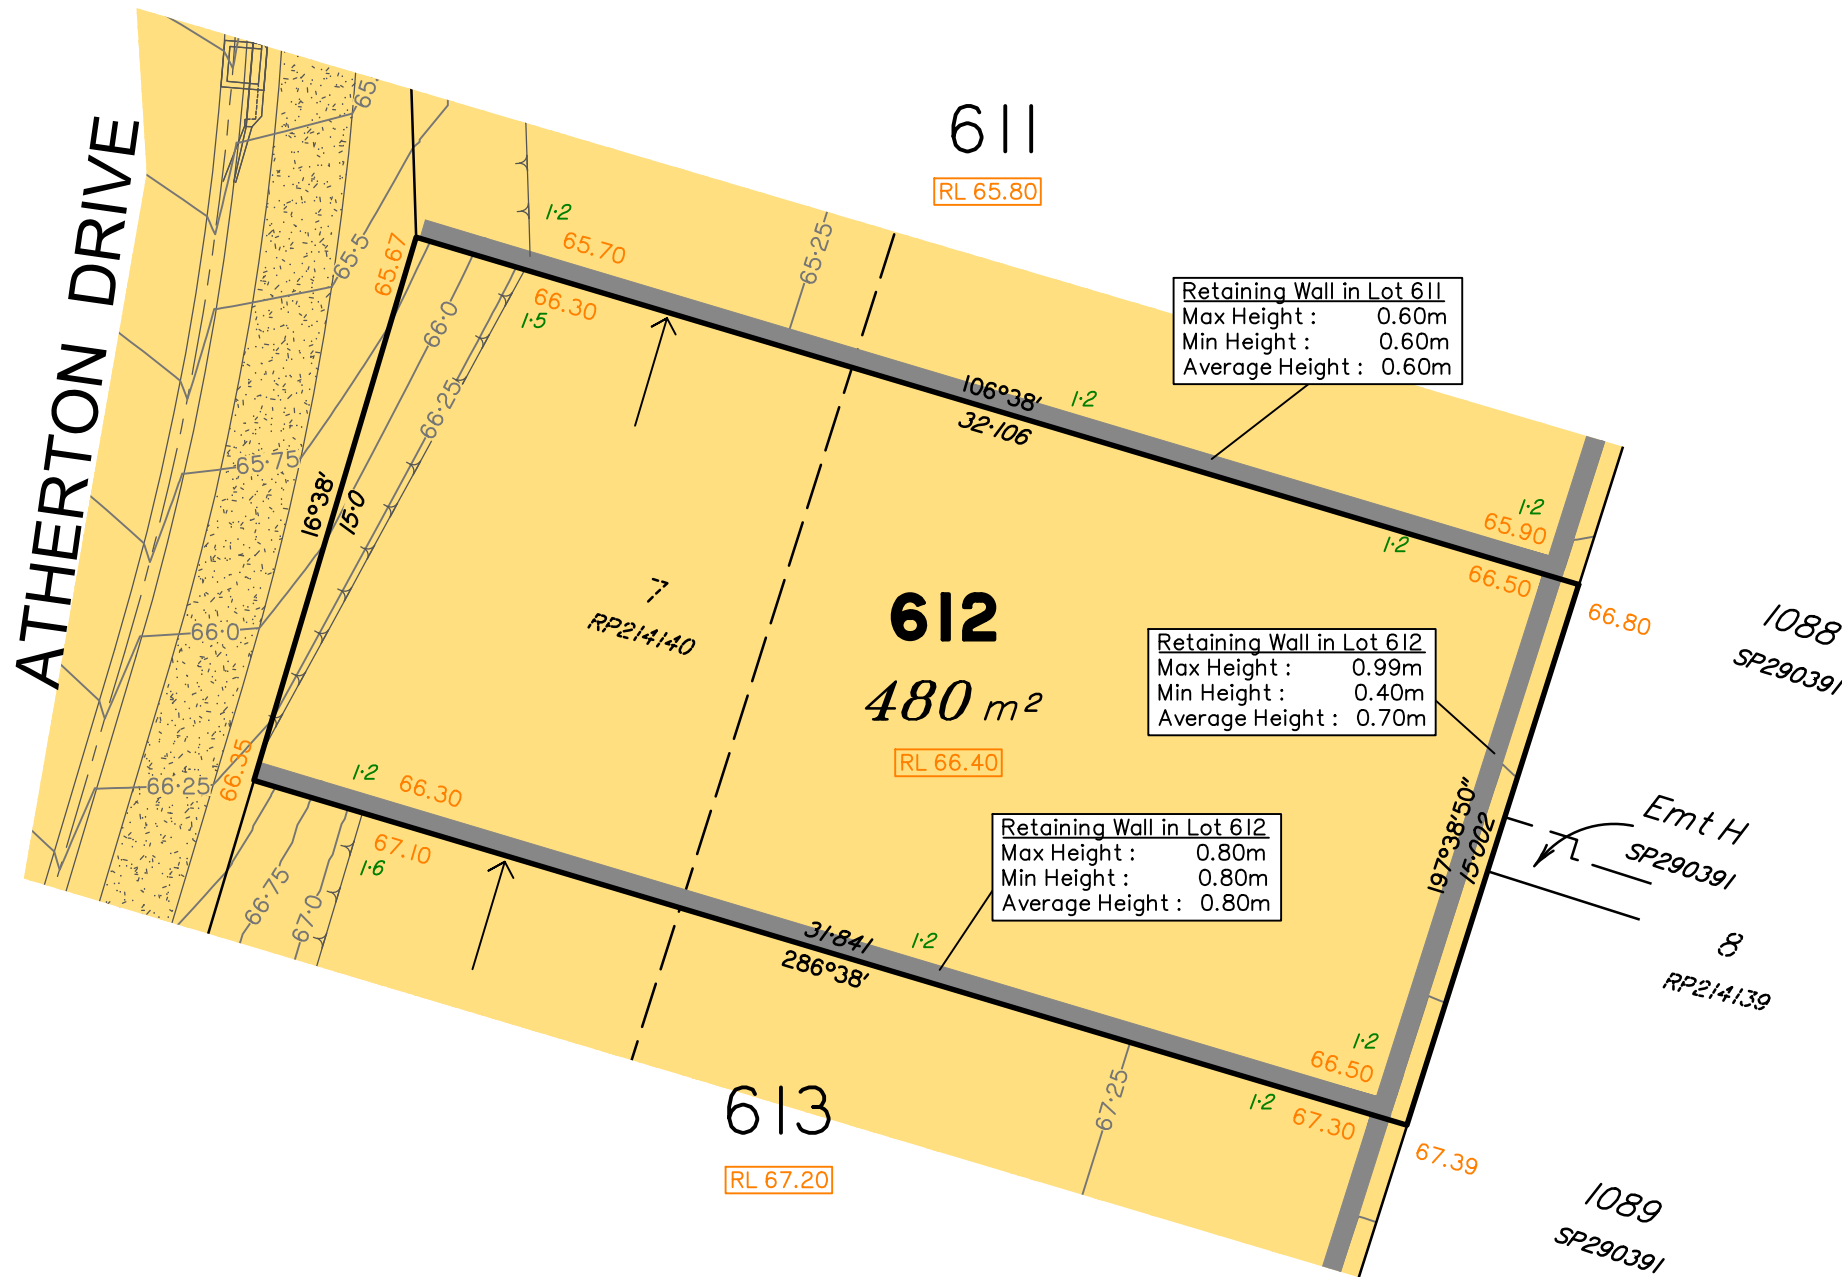 ATHERTON DRIVE
611
RL 65.80
65·
1·2
65.70
65·25
65.67
65·5
66.30
1·5
66·0
66·25
Retaining Wall in Lot 611
Max Height : 0.60m
Min Height : 0.60m
Average Height : 0.60m
106°38'
32·106
1·2
65·75
16°38'
15·0
1·2
65.90
1·2
66.50
66.80
7
RP214140
612
480 m²
RL 66.40
66·0
1088
SP290391
Retaining Wall in Lot 612
Max Height : 0.99m
Min Height : 0.40m
Average Height : 0.70m
66.35
66·25
1·2
66.30
67.10
1·6
66·75
67·0
Retaining Wall in Lot 612
Max Height : 0.80m
Min Height : 0.80m
Average Height : 0.80m
197°38'50"
15·002
Emt H
SP290391
8
RP214139
31·841
286°38'
1·2
1·2
66.50
1·2
67.30
67.39
67·25
613
RL 67.20
1089
SP290391